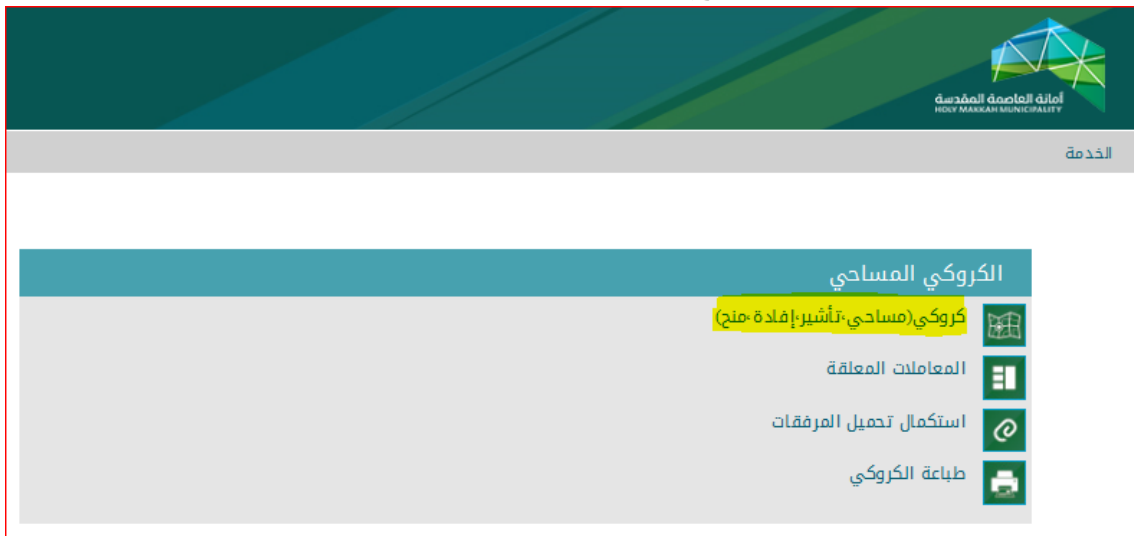 أمانة العاصمة المقدسة
HOLY MAKKAH MUNICIPALITY
الخدمة
الكروكي المساحي
كروكي(مساحي،تأشير،إفادة،منح)
المعاملات المعلقة
استكمال تحميل المرفقات
طباعة الكروكي